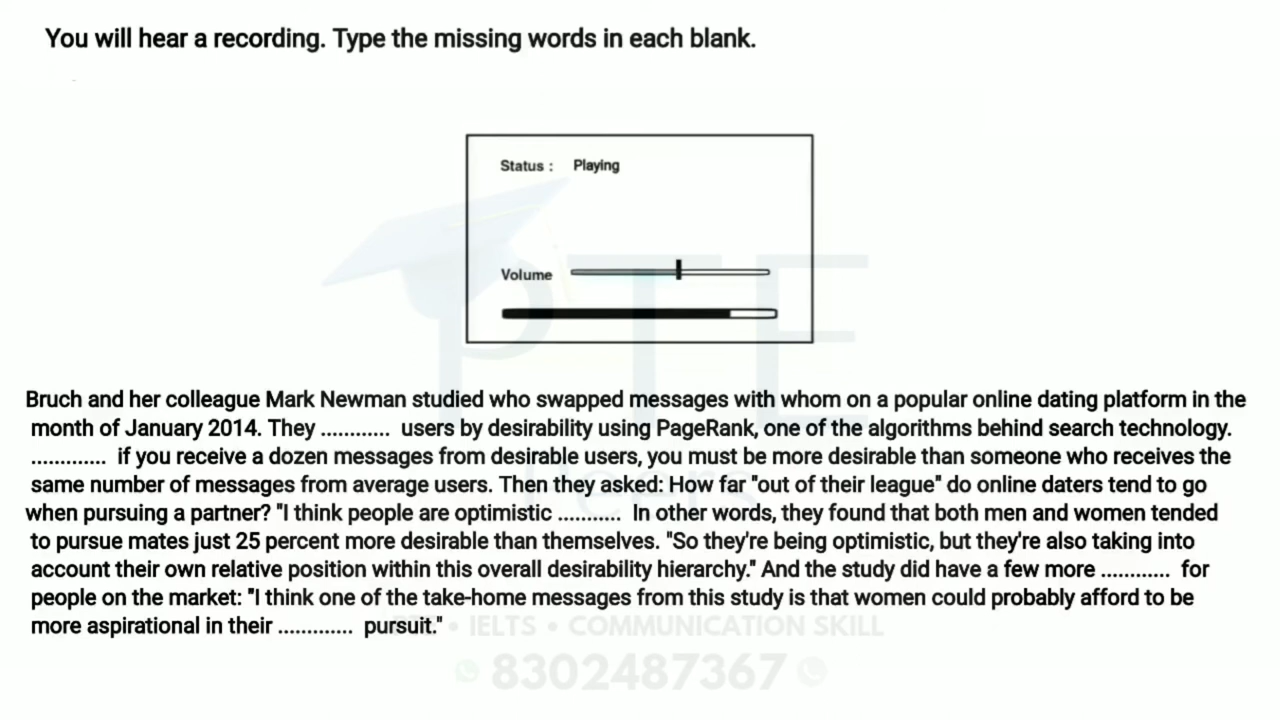 You will hear a recording. Type the missing words in each blank.
Status : Playing
Volume
PTE
Peers
Bruch and her colleague Mark Newman studied who swapped messages with whom on a popular online dating platform in the
month of January 2014. They ............ users by desirability using PageRank, one of the algorithms behind search technology.
............. if you receive a dozen messages from desirable users, you must be more desirable than someone who receives the
same number of messages from average users. Then they asked: How far "out of their league" do online daters tend to go
when pursuing a partner? "I think people are optimistic ........... In other words, they found that both men and women tended
to pursue mates just 25 percent more desirable than themselves. "So they're being optimistic, but they're also taking into
account their own relative position within this overall desirability hierarchy." And the study did have a few more ............ for
people on the market: "I think one of the take-home messages from this study is that women could probably afford to be
more aspirational in their ............. pursuit."
PTE • IELTS • COMMUNICATION SKILL
8302487367